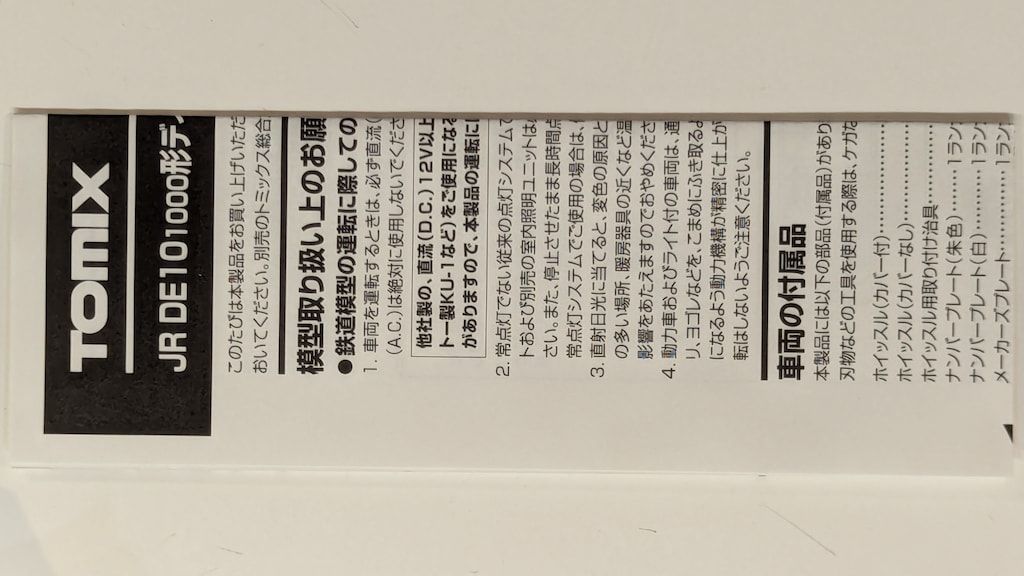 TOMIX
JR DE10 1000形デ
このたびは本製品をお買い上げいただ
おいてください。別売のトミックス総合
模型取り扱い上のお願
●鉄道模型の運転に際しての
1. 車両を運転するときは、必ず直流(
(A.C.)は絶対に使用しないでくださ
他社製の、直流(D.C.)12V以上
トー製KU-1など)をご使用になる
がありますので、本製品の運転には
2. 常点灯でない従来の点灯システムで
トおよび別売の室内照明ユニットは
さい。また、停止させたまま長時間点
常点灯システムでご使用の場合は、
3. 直射日光に当てると、変色の原因と
の多い場所、暖房器具の近くなど温
影響をあたえますのでおやめくださ
4. 動力車およびライト付の車両は、通
リ、ヨゴレなどを、こまめにふき取るよ
になるよう動力機構が精密に仕上が
転はしないようご注意ください。
車両の付属品
本製品には以下の部品(付属品)があり
刃物などの工具を使用する際は、ケガな
ホイッスル(カバー付)
ホイッスル(カバーなし)
ホイッスル用取り付け治具
ナンバープレート(朱色)………1ラン
ナンバープレート(白)………1ラン
メーカーズプレート………1ラン